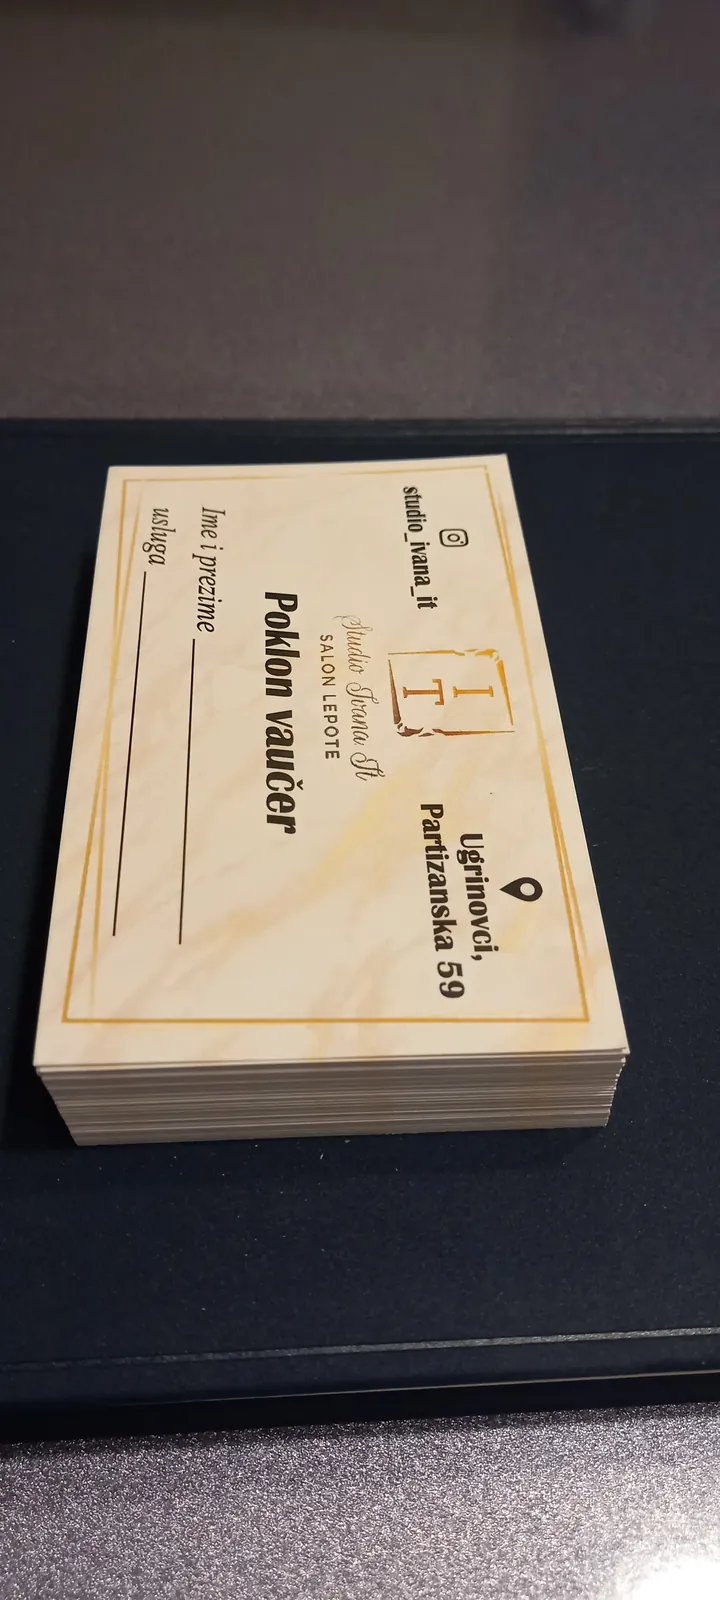 studio_ivana_it
I
T
Ugrinovci,
Partizanska 59
Studio Ivana It
SALON LEPOTE
Poklon vaučer
Ime i prezime
usluga